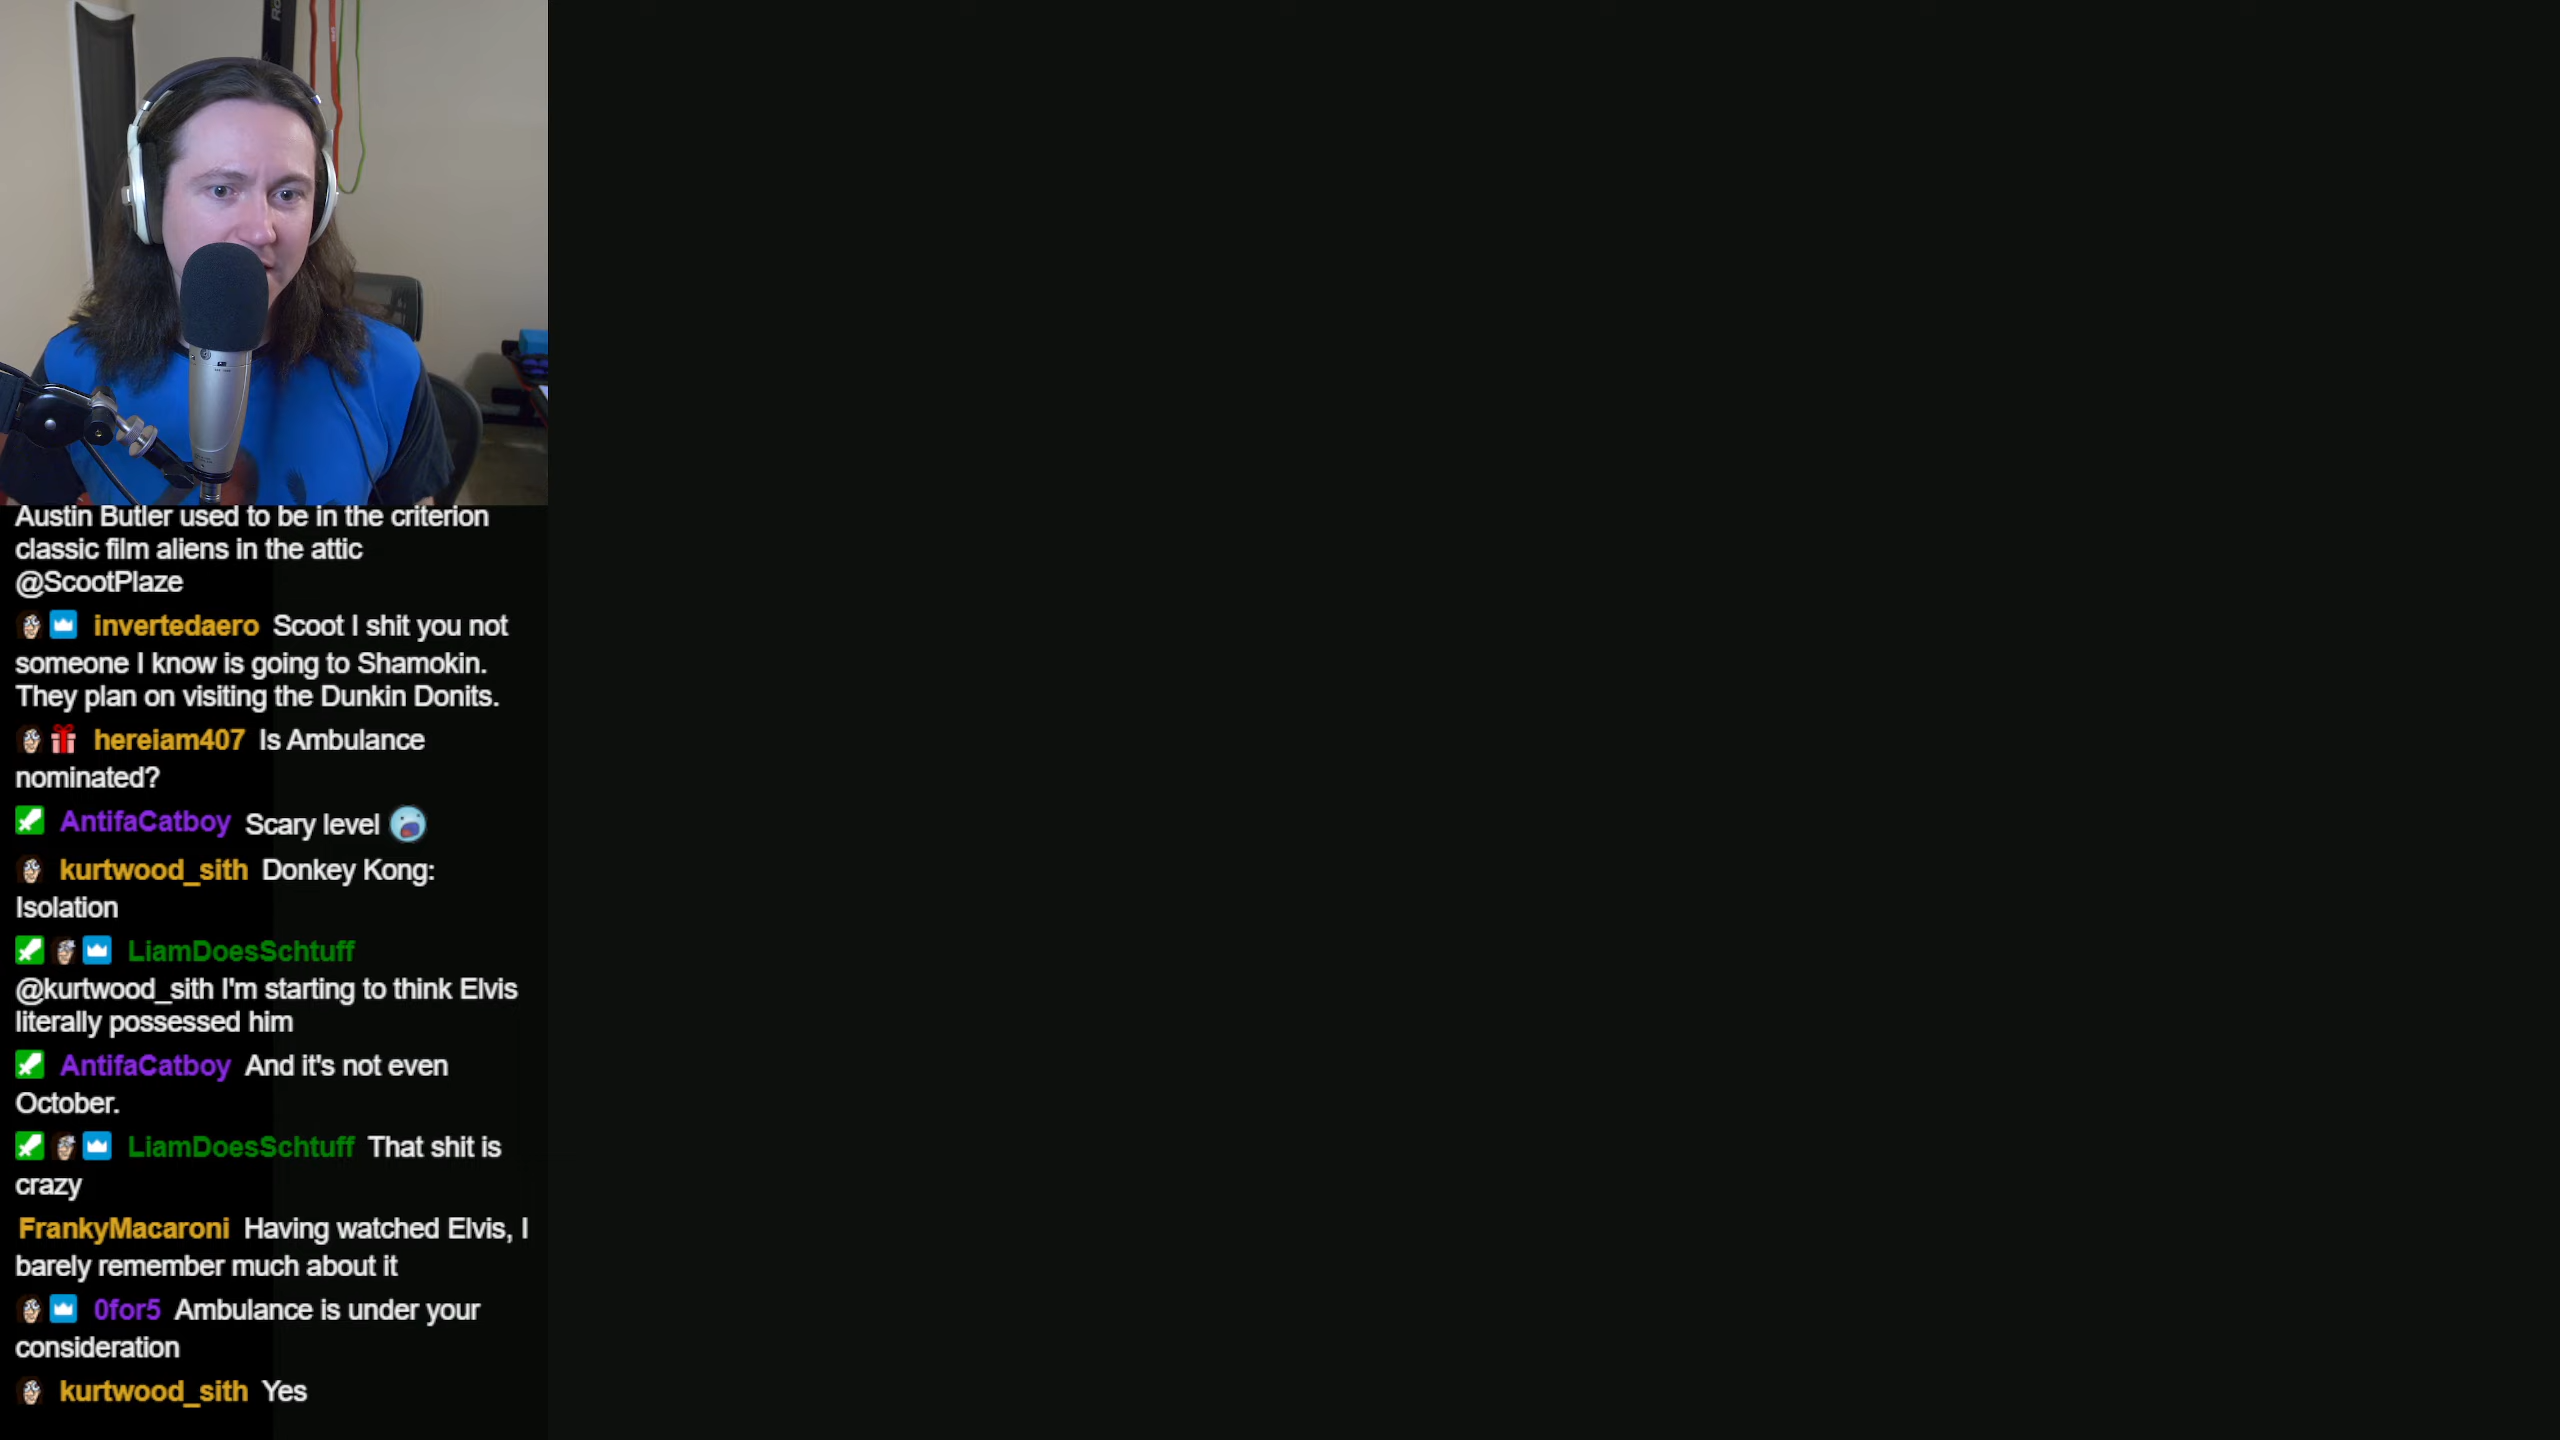 Ro
Austin Butler used to be in the criterion
classic film aliens in the attic
@ScootPlaze
invertedaero Scoot I shit you not
someone I know is going to Shamokin.
They plan on visiting the Dunkin Donits.
hereiam407 Is Ambulance
nominated?
AntifaCatboy Scary level
kurtwood_sith Donkey Kong:
Isolation
LiamDoesSchtuff
@kurtwood_sith I'm starting to think Elvis
literally possessed him
AntifaCatboy And it's not even
October.
LiamDoesSchtuff That shit is
crazy
FrankyMacaroni Having watched Elvis, I
barely remember much about it
0for5 Ambulance is under your
consideration
kurtwood_sith Yes